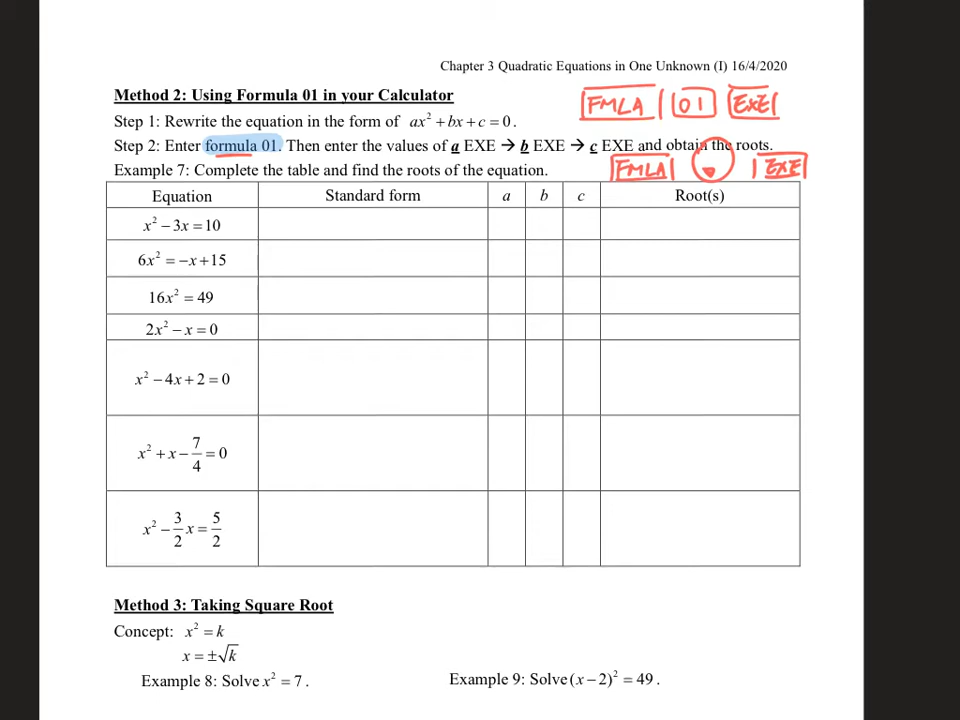 Chapter 3 Quadratic Equations in One Unknown (I) 16/4/2020
Method 2: Using Formula 01 in your Calculator
FMLA 01 EXE
Step 1: Rewrite the equation in the form of ax² + bx + c = 0.
Step 2: Enter formula 01. Then enter the values of a EXE → b EXE → c EXE and obtain the roots.
Example 7: Complete the table and find the roots of the equation.
FMLA EXE
Equation Standard form a b c Root(s)
x² − 3x = 10
6x² = −x + 15
16x² = 49
2x² − x = 0
x² − 4x + 2 = 0
x² + x − 7/4 = 0
x² − 3/2 x = 5/2
Method 3: Taking Square Root
Concept: x² = k
x = ±√k
Example 8: Solve x² = 7. Example 9: Solve (x − 2)² = 49.